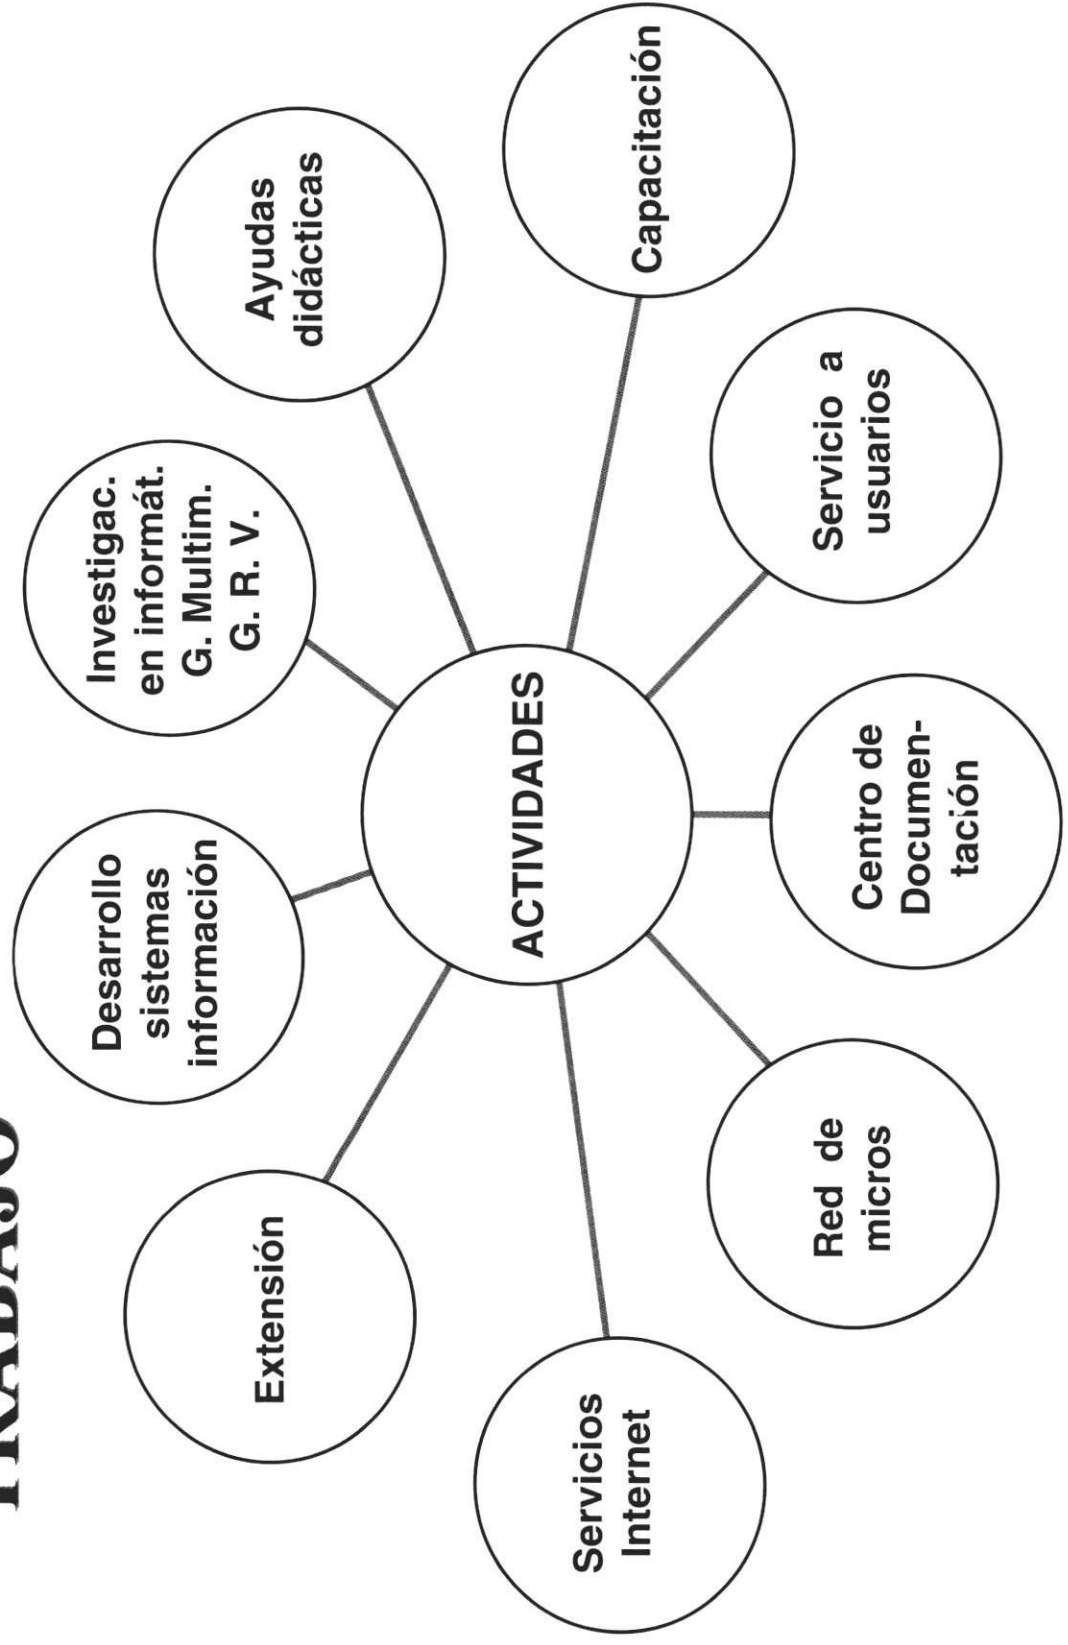 TRABAJO
Desarrollo
sistemas
información
Investigac.
en informát.
G. Multim.
G. R. V.
Ayudas
didácticas
Capacitación
Servicio a
usuarios
Centro de
Documen-
tación
Red de
micros
Servicios
Internet
Extensión
ACTIVIDADES